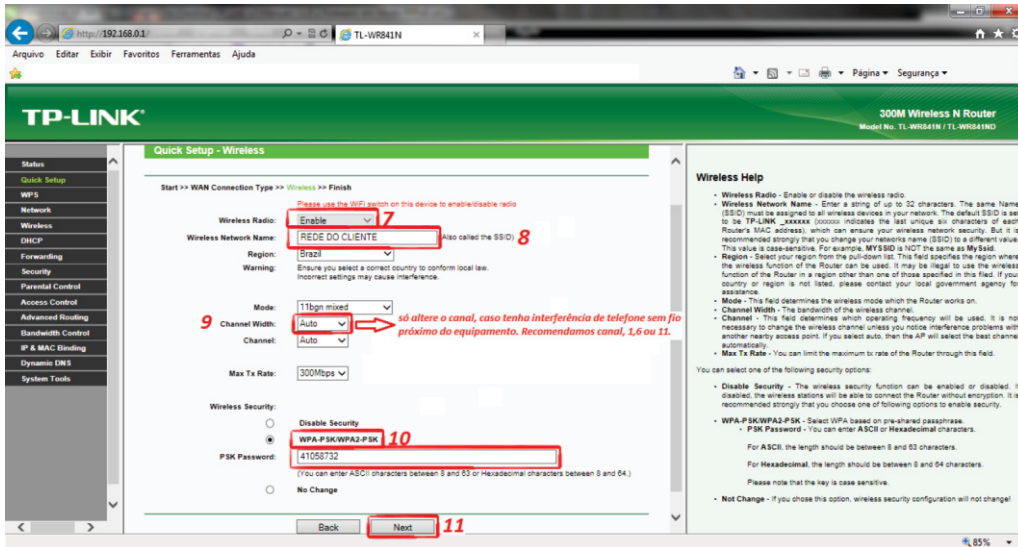 http://192.168.0.1/
TL-WR841N
Arquivo Editar Exibir Favoritos Ferramentas Ajuda
Página Segurança
TP-LINK
300M Wireless N Router
Model No. TL-WR841N / TL-WR841ND
Status
Quick Setup
WPS
Network
Wireless
DHCP
Forwarding
Security
Parental Control
Access Control
Advanced Routing
Bandwidth Control
IP & MAC Binding
Dynamic DNS
System Tools
Quick Setup - Wireless
Start >> WAN Connection Type >> Wireless >> Finish
Please use the WiFi switch on this device to enable/disable radio
Wireless Radio: Enable 7
Wireless Network Name: REDE DO CLIENTE (Also called the SSID) 8
Region: Brazil
Warning: Ensure you select a correct country to conform local law.
Incorrect settings may cause interference.
Mode: 11bgn mixed
9 Channel Width: Auto
só altere o canal, caso tenha interferência de telefone sem fio
próximo do equipamento. Recomendamos canal, 1,6 ou 11.
Channel: Auto
Max Tx Rate: 300Mbps
Wireless Security:
Disable Security
WPA-PSK/WPA2-PSK 10
PSK Password: 41058732
(You can enter ASCII characters between 8 and 63 or Hexadecimal characters between 8 and 64.)
No Change
Back Next 11
Wireless Help
• Wireless Radio - Enable or disable the wireless radio.
• Wireless Network Name - Enter a string of up to 32 characters. The same Name
(SSID) must be assigned to all wireless devices in your network. The default SSID is set
to be TP-LINK _xxxxxx (xxxxxx indicates the last unique six characters of each
Router's MAC address), which can ensure your wireless network security. But it is
recommended strongly that you change your networks name (SSID) to a different value.
This value is case-sensitive. For example, MYSSID is NOT the same as MySsid.
• Region - Select your region from the pull-down list. This field specifies the region where
the wireless function of the Router can be used. It may be illegal to use the wireless
function of the Router in a region other than one of those specified in this filed. If your
country or region is not listed, please contact your local government agency for
assistance.
• Mode - This field determines the wireless mode which the Router works on.
• Channel Width - The bandwidth of the wireless channel.
• Channel - This field determines which operating frequency will be used. It is not
necessary to change the wireless channel unless you notice interference problems with
another nearby access point. If you select auto, then the AP will select the best channel
automatically.
• Max Tx Rate - You can limit the maximum tx rate of the Router through this field.
You can select one of the following security options:
• Disable Security - The wireless security function can be enabled or disabled. If
disabled, the wireless stations will be able to connect the Router without encryption. It is
recommended strongly that you choose one of following options to enable security.
• WPA-PSK/WPA2-PSK - Select WPA based on pre-shared passphrase.
• PSK Password - You can enter ASCII or Hexadecimal characters.
For ASCII, the length should be between 8 and 63 characters.
For Hexadecimal, the length should be between 8 and 64 characters.
Please note that the key is case sensitive.
• Not Change - If you chose this option, wireless security configuration will not change!
85%